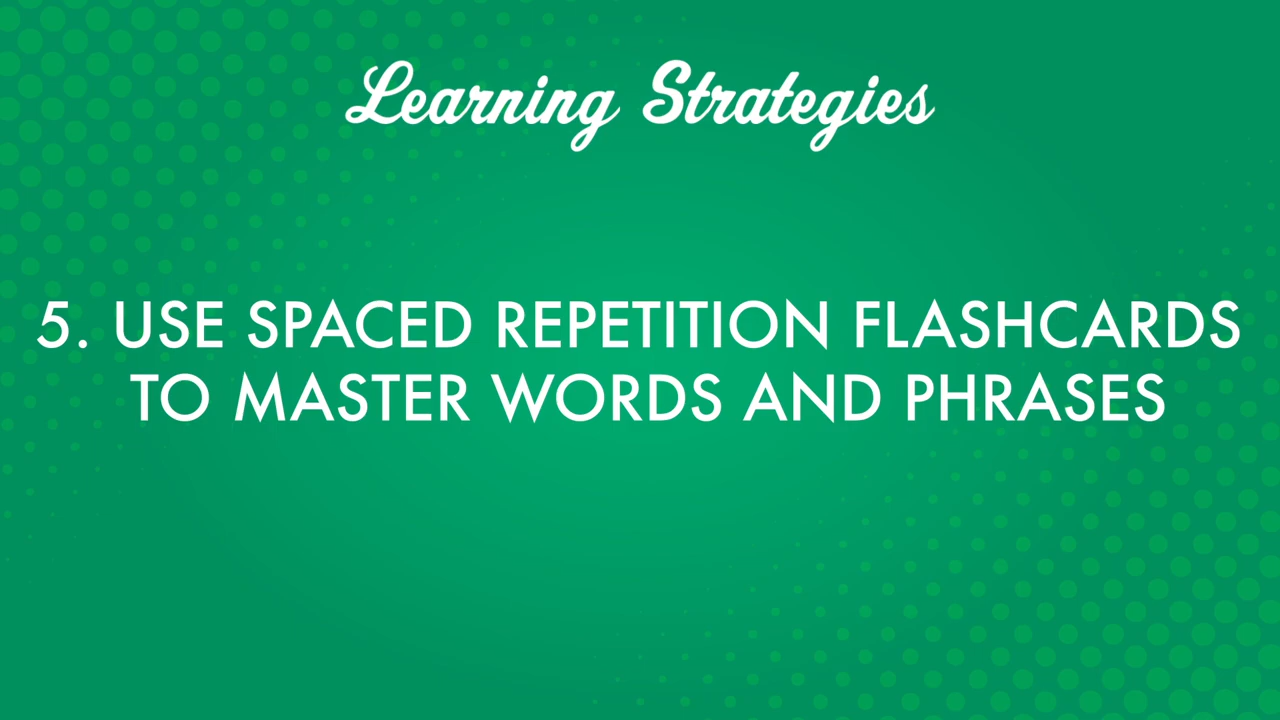 Learning Strategies
5. USE SPACED REPETITION FLASHCARDS
TO MASTER WORDS AND PHRASES